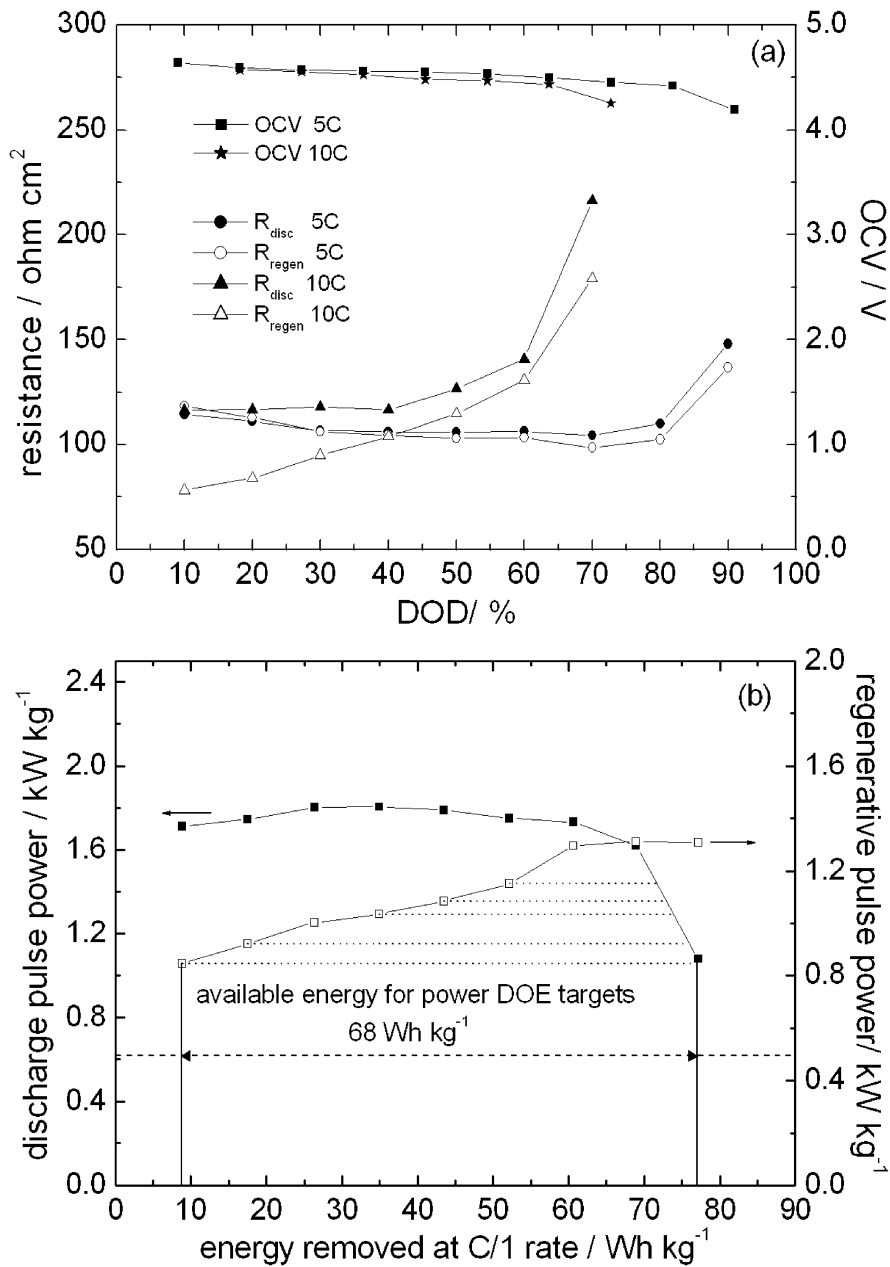 (a)
300
250
200
150
100
50
resistance / ohm cm²
5.0
4.0
3.0
2.0
1.0
0.0
OCV / V
OCV 5C
OCV 10C
R_disc 5C
R_regen 5C
R_disc 10C
R_regen 10C
0 10 20 30 40 50 60 70 80 90 100
DOD/ %
(b)
2.4
2.0
1.6
1.2
0.8
0.4
0.0
discharge pulse power / kW kg⁻¹
2.0
1.6
1.2
0.8
0.4
0.0
regenerative pulse power/ kW kg⁻¹
available energy for power DOE targets
68 Wh kg⁻¹
0 10 20 30 40 50 60 70 80 90
energy removed at C/1 rate / Wh kg⁻¹